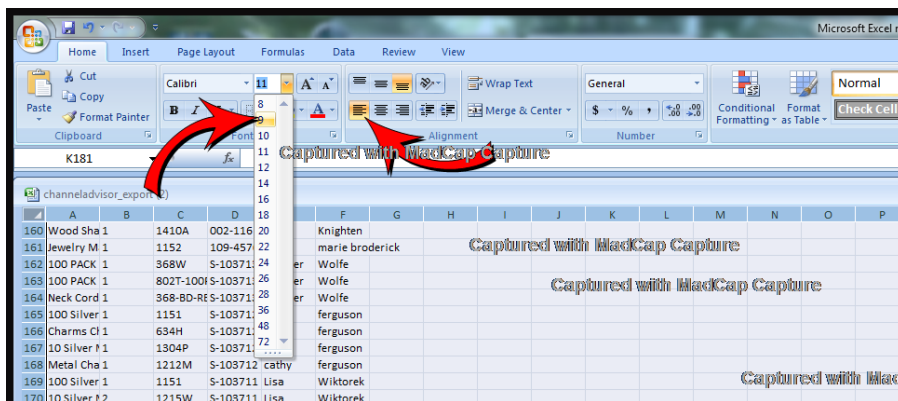 Microsoft Excel
Home Insert Page Layout Formulas Data Review View
Cut
Copy
Paste
Format Painter
Clipboard
Calibri 11 A A
B I A
Font
Wrap Text
Merge & Center
Alignment
General
$ % ,
Number
Conditional Formatting
Format as Table
Normal
Check Cell
K181 fx
Captured with MadCap Capture
channeladvisor_export (2)
8
9
10
11
12
14
16
18
20
22
24
26
28
36
48
72
A B C D F G H I J K L M N O P
160 Wood Sha 1 1410A 002-116 Knighten
161 Jewelry M 1 1152 109-457 marie broderick
Captured with MadCap Capture
162 100 PACK 1 368W S-10371 er Wolfe
163 100 PACK 1 802T-100 S-10371 er Wolfe
Captured with MadCap Capture
164 Neck Cord 1 368-BD-RE S-10371 er Wolfe
165 100 Silver 1 1151 S-10371 ferguson
166 Charms Cl 1 634H S-10371 ferguson
167 10 Silver 1 1304P S-10371 ferguson
168 Metal Cha 1 1212M S-103712 cathy ferguson
169 100 Silver 1 1151 S-103711 Lisa Wiktorek
Captured with Mad
170 10 Silver 2 1215W S-103711 Lisa Wiktorek